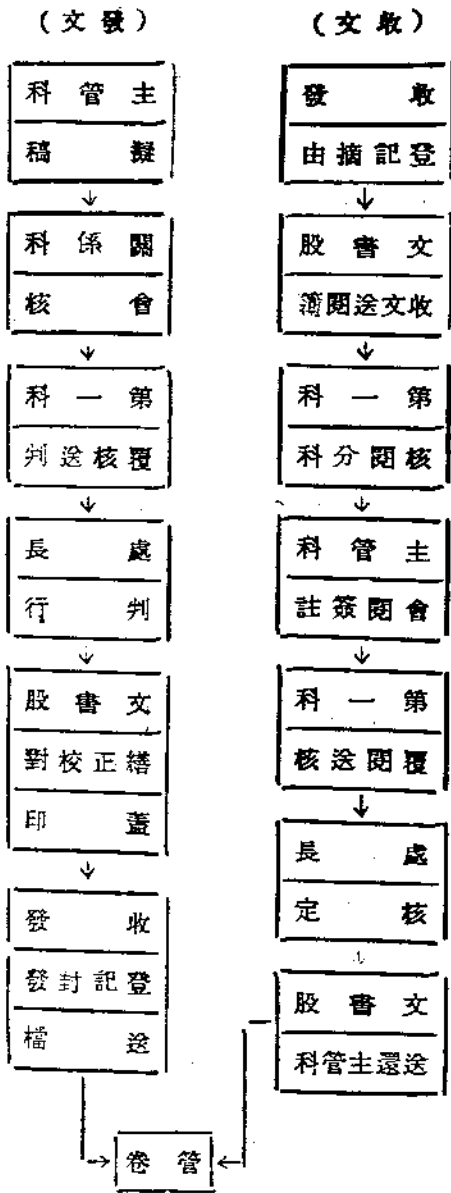 （收文）
收發
登記摘由
文書股
收文送閱簿
第一科
核閱分科
主管科
會閱簽註
第一科
覆閱送核
處長
核定
文書股
送還主管科
（發文）
主管科
擬稿
關係科
會核
第一科
覆核送判
處長
判行
文書股
繕正校對
蓋印
收發
登記封發
送檔
管卷